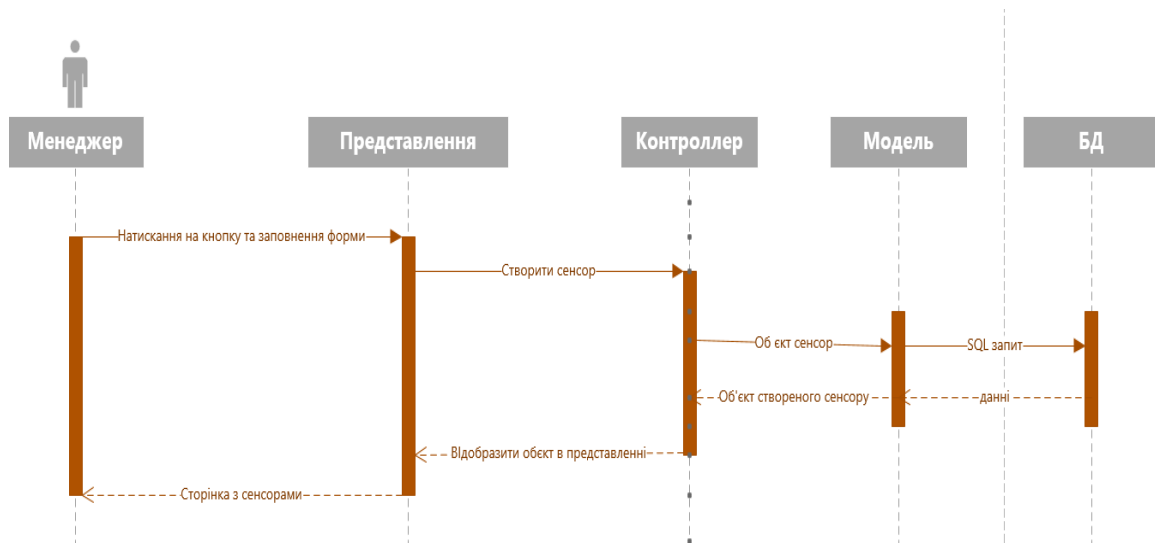 Менеджер
Представлення
Контроллер
Модель
БД
Натискання на кнопку та заповнення форми
Створити сенсор
Об єкт сенсор
SQL запит
Об'єкт створеного сенсору
данні
ВІдобразити обєкт в представленні
Сторінка з сенсорами